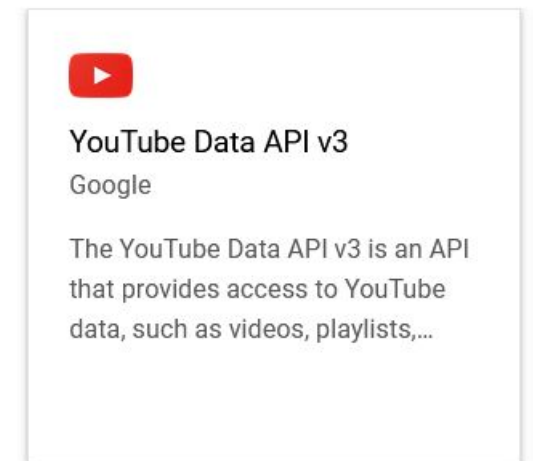 YouTube Data API v3
Google
The YouTube Data API v3 is an API
that provides access to YouTube
data, such as videos, playlists,...